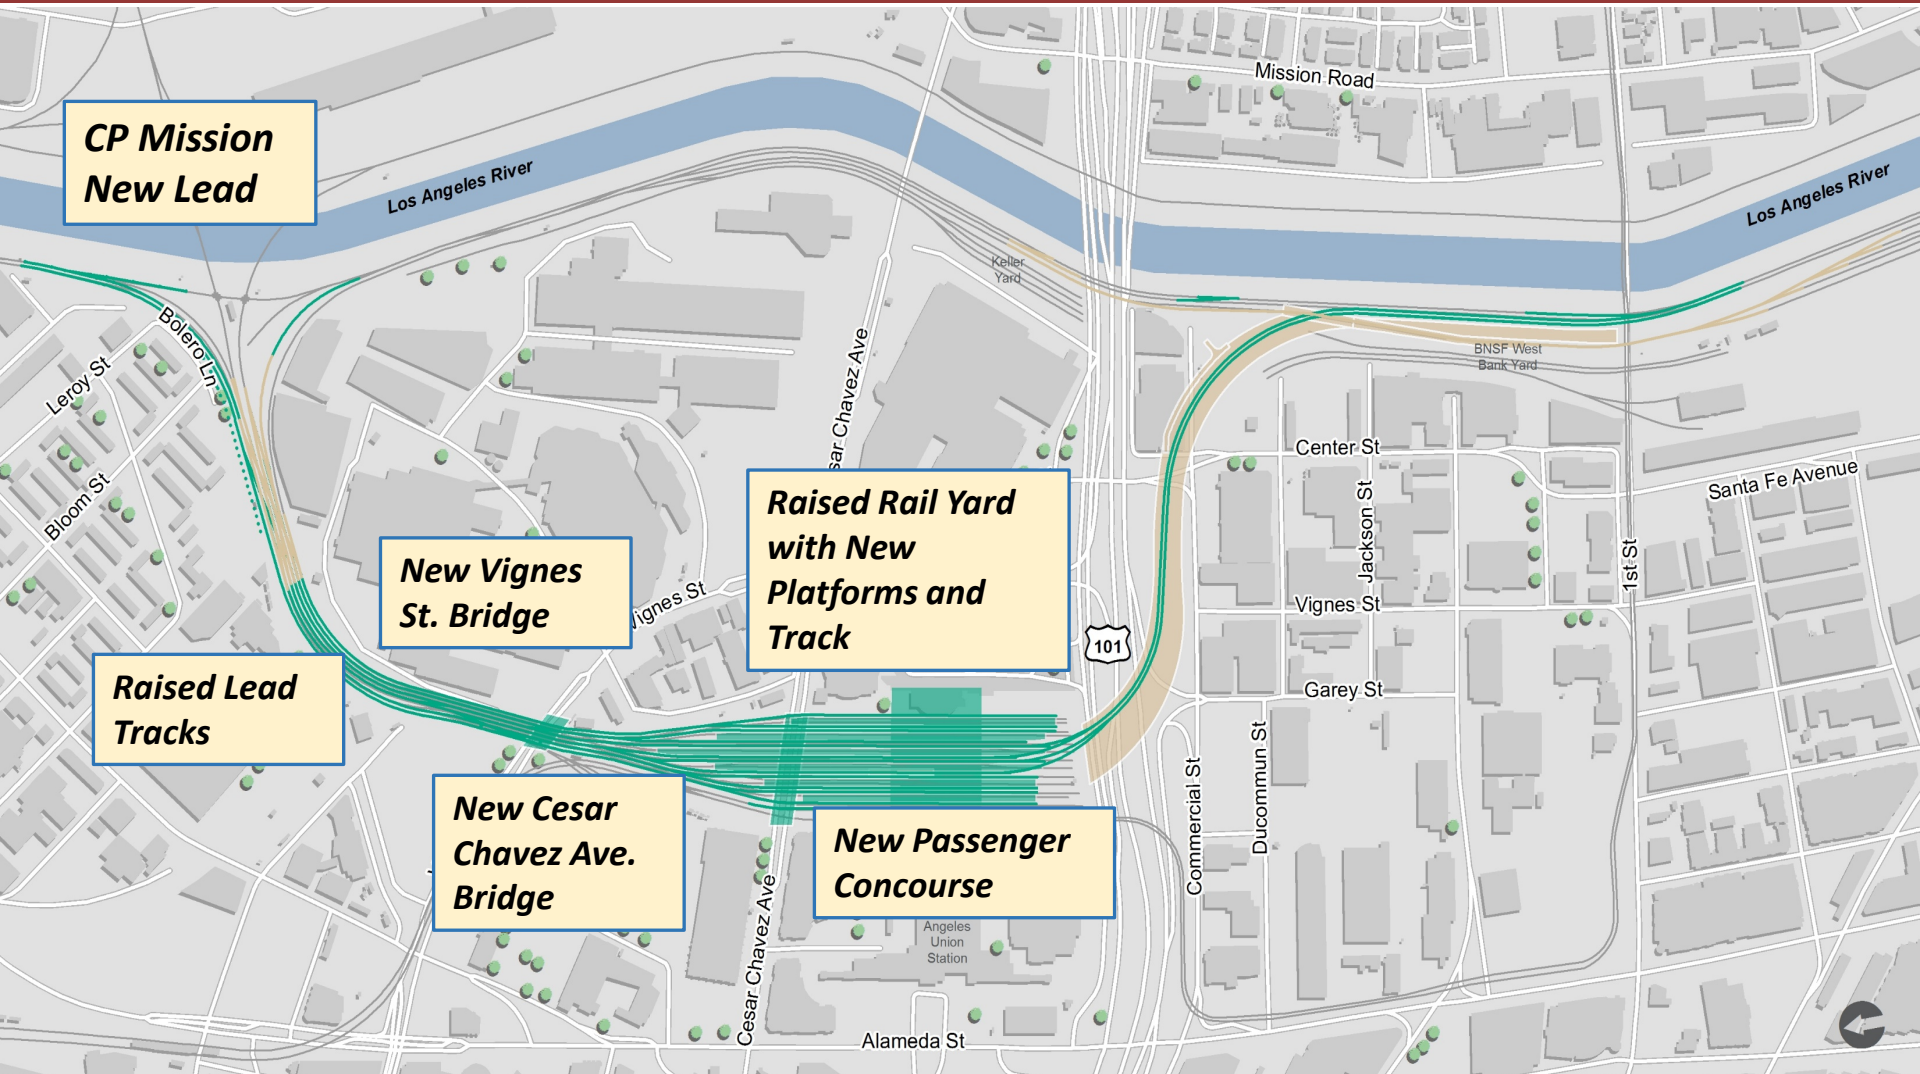 Mission Road
CP Mission
New Lead
Los Angeles River
Los Angeles River
Keller
Yard
Bolero Ln
Leroy St
BNSF West
Bank Yard
sar Chavez Ave
Center St
Santa Fe Avenue
Bloom St
Raised Rail Yard
with New
Platforms and
Track
Jackson St
1st St
New Vignes
St. Bridge
Vignes St
Vignes St
101
Raised Lead
Tracks
Garey St
Commercial St
Ducommun St
New Cesar
Chavez Ave.
Bridge
New Passenger
Concourse
Cesar Chavez Ave
Angeles
Union
Station
Alameda St